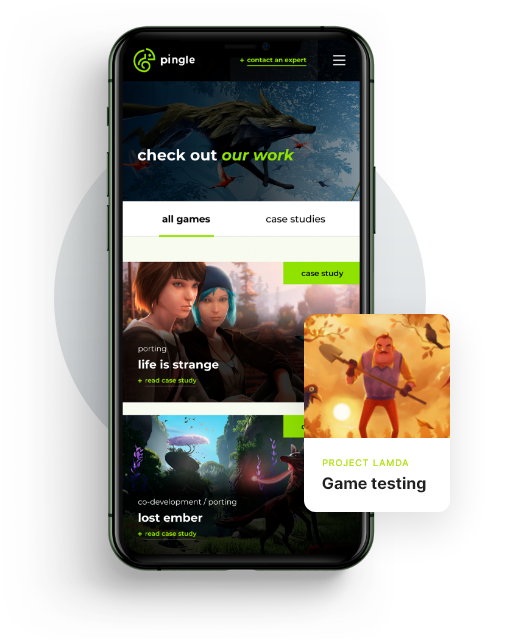 pingle
+ contact an expert
check out our work
all games
case studies
case study
porting
life is strange
+ read case study
co-development / porting
lost ember
+ read case study
PROJECT LAMDA
Game testing